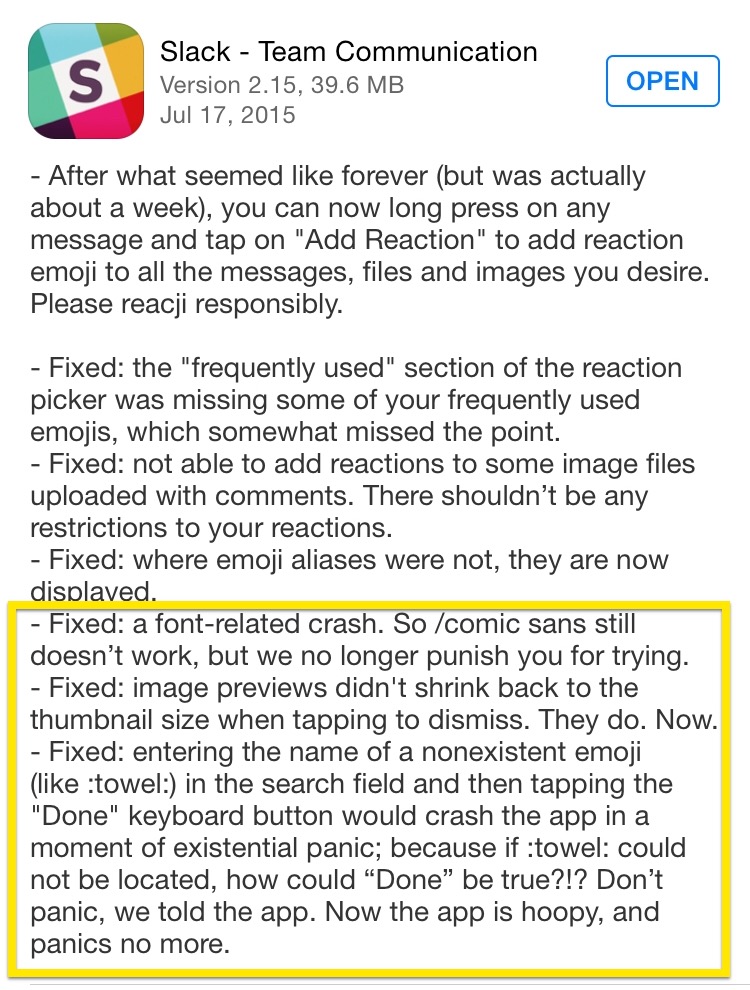 S
Slack - Team Communication
Version 2.15, 39.6 MB
Jul 17, 2015
OPEN
- After what seemed like forever (but was actually
about a week), you can now long press on any
message and tap on "Add Reaction" to add reaction
emoji to all the messages, files and images you desire.
Please reacji responsibly.
- Fixed: the "frequently used" section of the reaction
picker was missing some of your frequently used
emojis, which somewhat missed the point.
- Fixed: not able to add reactions to some image files
uploaded with comments. There shouldn’t be any
restrictions to your reactions.
- Fixed: where emoji aliases were not, they are now
displayed.
- Fixed: a font-related crash. So /comic sans still
doesn’t work, but we no longer punish you for trying.
- Fixed: image previews didn't shrink back to the
thumbnail size when tapping to dismiss. They do. Now.
- Fixed: entering the name of a nonexistent emoji
(like :towel:) in the search field and then tapping the
"Done" keyboard button would crash the app in a
moment of existential panic; because if :towel: could
not be located, how could “Done” be true?!? Don’t
panic, we told the app. Now the app is hoopy, and
panics no more.